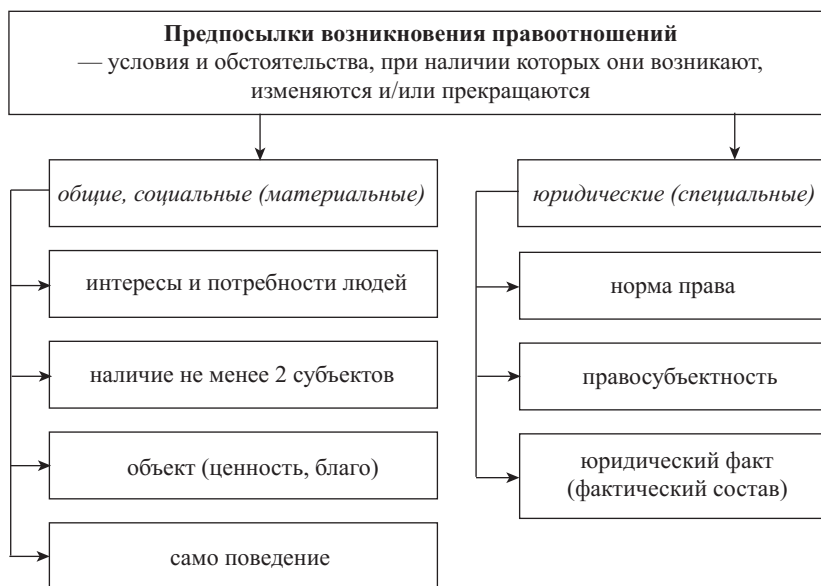 Предпосылки возникновения правоотношений
— условия и обстоятельства, при наличии которых они возникают,
изменяются и/или прекращаются
общие, социальные (материальные)
интересы и потребности людей
наличие не менее 2 субъектов
объект (ценность, благо)
само поведение
юридические (специальные)
норма права
правосубъектность
юридический факт
(фактический состав)